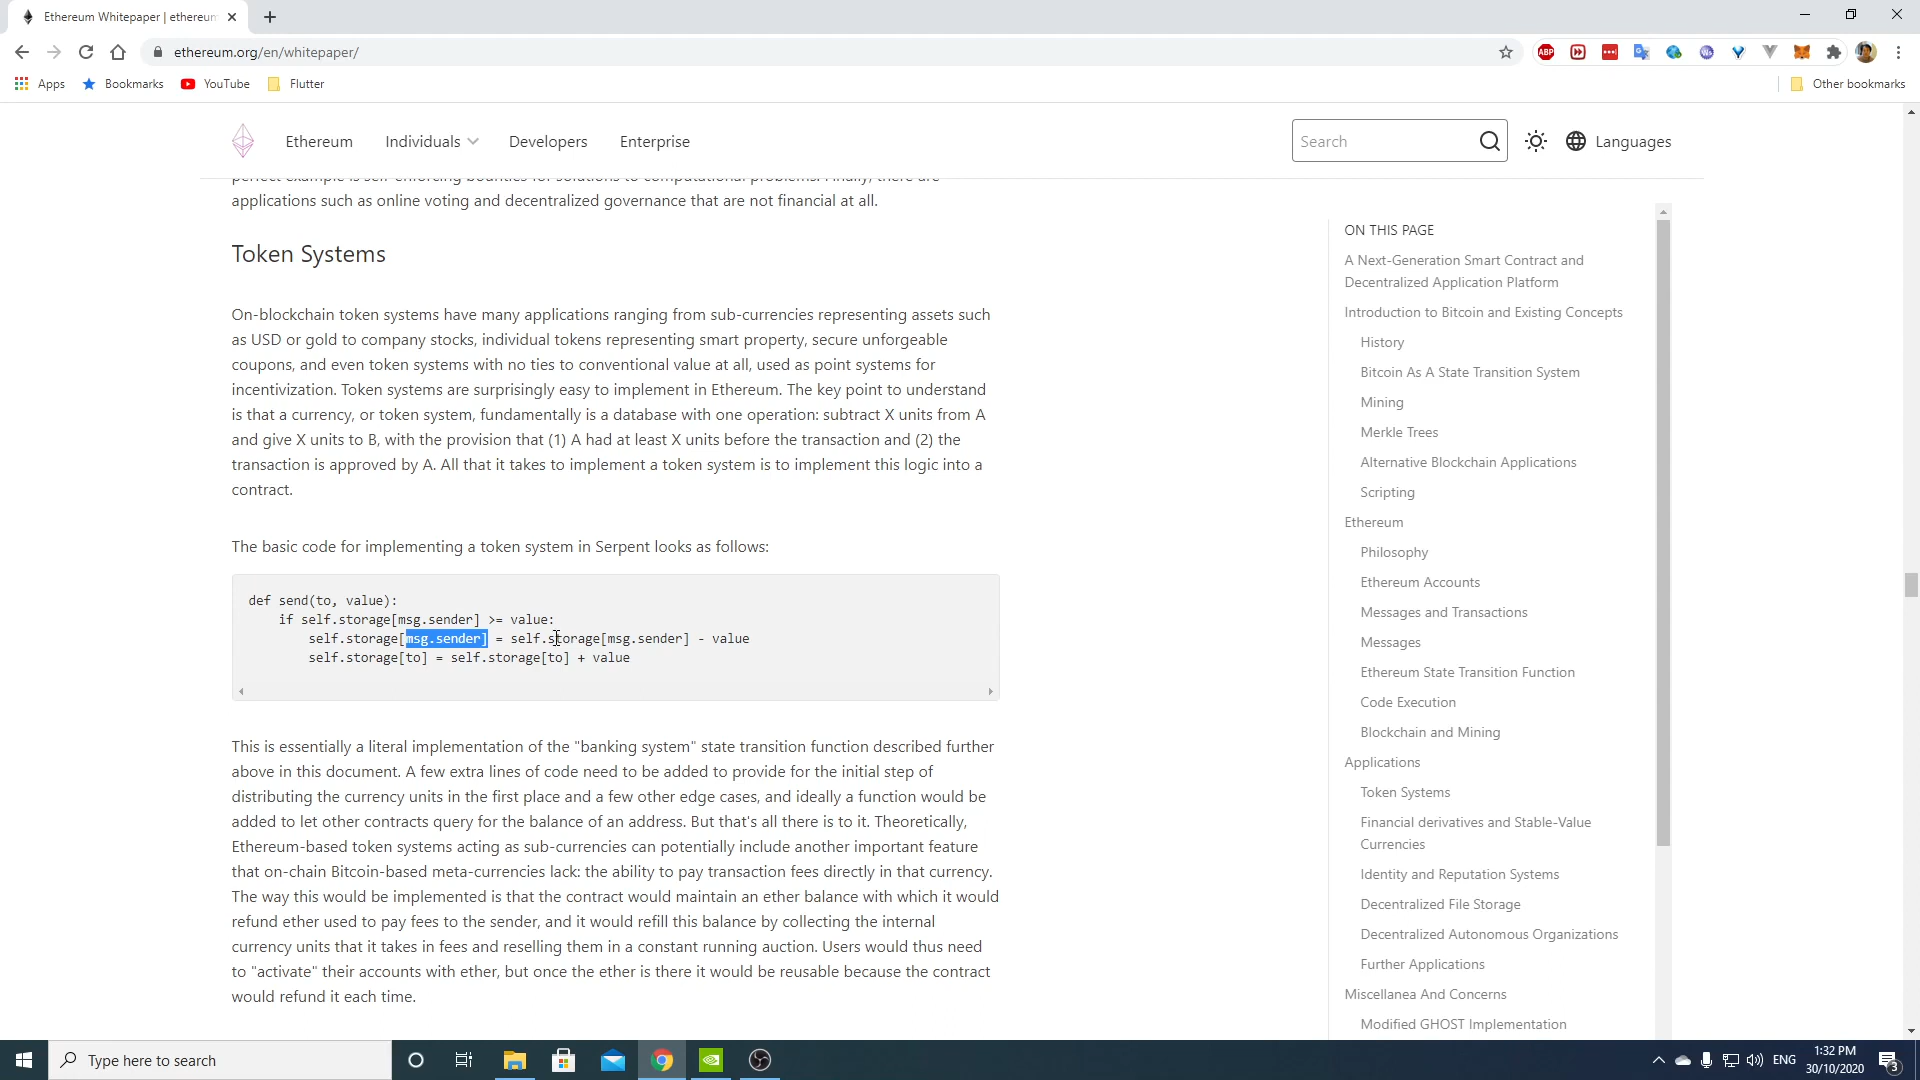 Ethereum Whitepaper | ethereum
ethereum.org/en/whitepaper/
ABP
Apps
Bookmarks
YouTube
Flutter
Other bookmarks
Ethereum
Individuals
Developers
Enterprise
Search
Languages
perfect example is self-enforcing bounties for solutions to computational problems. Finally, there are
applications such as online voting and decentralized governance that are not financial at all.
Token Systems
On-blockchain token systems have many applications ranging from sub-currencies representing assets such
as USD or gold to company stocks, individual tokens representing smart property, secure unforgeable
coupons, and even token systems with no ties to conventional value at all, used as point systems for
incentivization. Token systems are surprisingly easy to implement in Ethereum. The key point to understand
is that a currency, or token system, fundamentally is a database with one operation: subtract X units from A
and give X units to B, with the provision that (1) A had at least X units before the transaction and (2) the
transaction is approved by A. All that it takes to implement a token system is to implement this logic into a
contract.
The basic code for implementing a token system in Serpent looks as follows:
def send(to, value):
if self.storage[msg.sender] >= value:
self.storage[msg.sender] = self.storage[msg.sender] - value
self.storage[to] = self.storage[to] + value
This is essentially a literal implementation of the "banking system" state transition function described further
above in this document. A few extra lines of code need to be added to provide for the initial step of
distributing the currency units in the first place and a few other edge cases, and ideally a function would be
added to let other contracts query for the balance of an address. But that's all there is to it. Theoretically,
Ethereum-based token systems acting as sub-currencies can potentially include another important feature
that on-chain Bitcoin-based meta-currencies lack: the ability to pay transaction fees directly in that currency.
The way this would be implemented is that the contract would maintain an ether balance with which it would
refund ether used to pay fees to the sender, and it would refill this balance by collecting the internal
currency units that it takes in fees and reselling them in a constant running auction. Users would thus need
to "activate" their accounts with ether, but once the ether is there it would be reusable because the contract
would refund it each time.
ON THIS PAGE
A Next-Generation Smart Contract and
Decentralized Application Platform
Introduction to Bitcoin and Existing Concepts
History
Bitcoin As A State Transition System
Mining
Merkle Trees
Alternative Blockchain Applications
Scripting
Ethereum
Philosophy
Ethereum Accounts
Messages and Transactions
Messages
Ethereum State Transition Function
Code Execution
Blockchain and Mining
Applications
Token Systems
Financial derivatives and Stable-Value
Currencies
Identity and Reputation Systems
Decentralized File Storage
Decentralized Autonomous Organizations
Further Applications
Miscellanea And Concerns
Modified GHOST Implementation
Type here to search
ENG
1:32 PM
30/10/2020
3